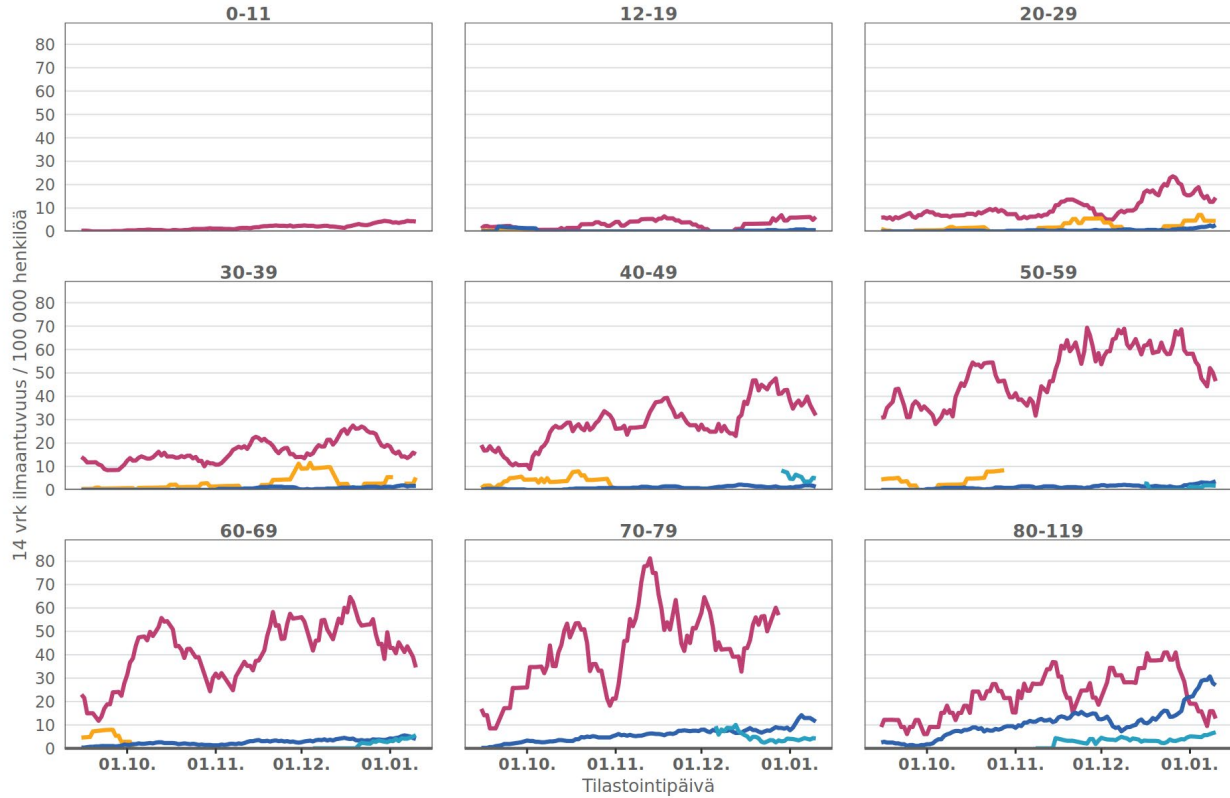 0-11 12-19 20-29
80 70 60 50 40 30 20 10 0
30-39 40-49 50-59
80 70 60 50 40 30 20 10 0
14 vrk ilmaantuvuus / 100 000 henkilöä
60-69 70-79 80-119
80 70 60 50 40 30 20 10 0
01.10. 01.11. 01.12. 01.01. 01.10. 01.11. 01.12. 01.01. 01.10. 01.11. 01.12. 01.01.
Tilastointipäivä